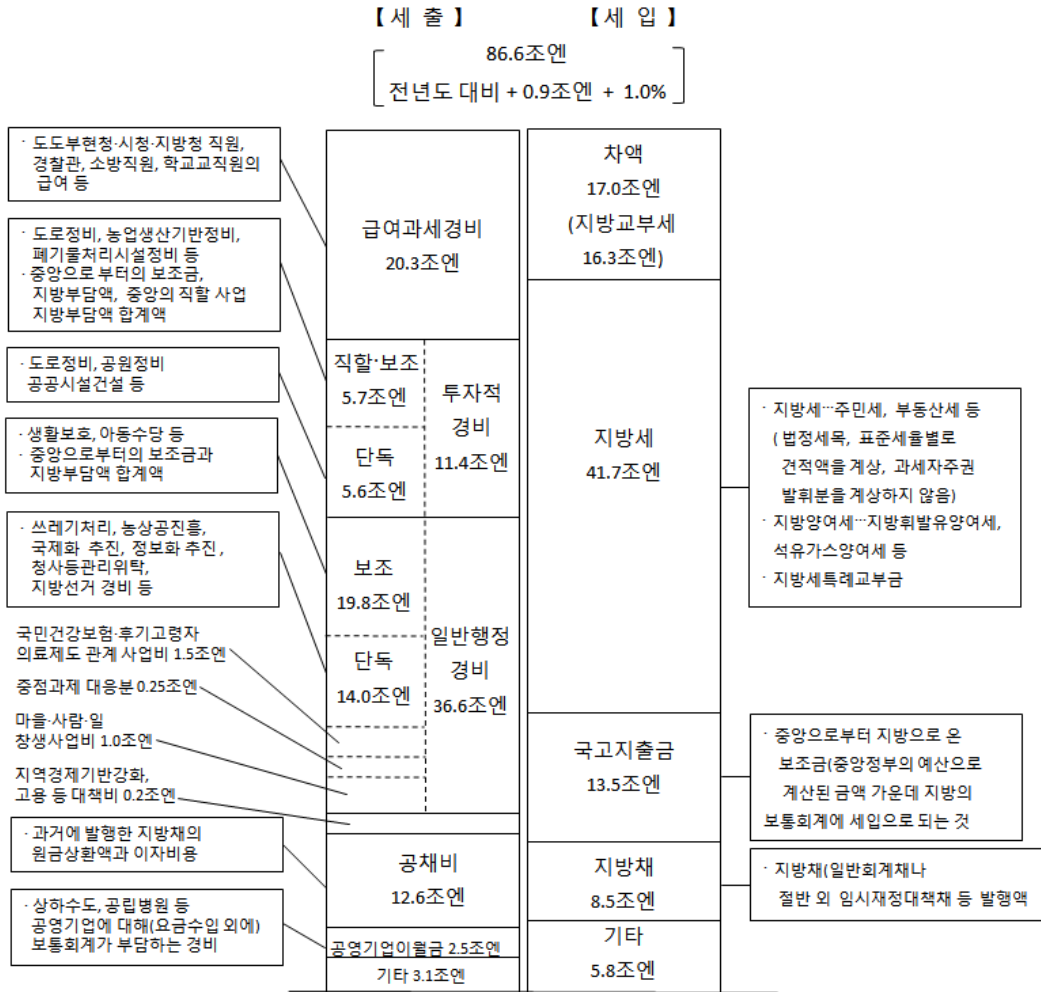 【 세 출 】 【 세 입 】
86.6조엔
전년도 대비 + 0.9조엔 + 1.0%
· 도도부현청·시청·지방청 직원,
경찰관, 소방직원, 학교교직원의
급여 등
· 도로정비, 농업생산기반정비,
폐기물처리시설정비 등
· 중앙으로 부터의 보조금,
지방부담액, 중앙의 직할 사업
지방부담액 합계액
· 도로정비, 공원정비
공공시설건설 등
· 생활보호, 아동수당 등
· 중앙으로부터의 보조금과
지방부담액 합계액
· 쓰레기처리, 농상공진흥,
국제화 추진, 정보화 추진,
청사등관리위탁,
지방선거 경비 등
국민건강보험·후기고령자
의료제도 관계 사업비 1.5조엔
중점과제 대응분 0.25조엔
마을·사람·일
창생사업비 1.0조엔
지역경제기반강화,
고용 등 대책비 0.2조엔
· 과거에 발행한 지방채의
원금상환액과 이자비용
· 상하수도, 공립병원 등
공영기업에 대해(요금수입 외에)
보통회계가 부담하는 경비
급여과세경비
20.3조엔
직할·보조
5.7조엔
단독
5.6조엔
투자적
경비
11.4조엔
보조
19.8조엔
단독
14.0조엔
일반행정
경비
36.6조엔
공채비
12.6조엔
공영기업이월금 2.5조엔
기타 3.1조엔
차액
17.0조엔
(지방교부세
16.3조엔)
지방세
41.7조엔
국고지출금
13.5조엔
지방채
8.5조엔
기타
5.8조엔
· 지방세…주민세, 부동산세 등
( 법정세목, 표준세율별로
견적액을 계상, 과세자주권
발휘분을 계상하지 않음)
· 지방양여세…지방휘발유양여세,
석유가스양여세 등
· 지방세특례교부금
· 중앙으로부터 지방으로 온
보조금(중앙정부의 예산으로
계산된 금액 가운데 지방의
보통회계에 세입으로 되는 것
· 지방채(일반회계채나
절반 외 임시재정대책채 등 발행액